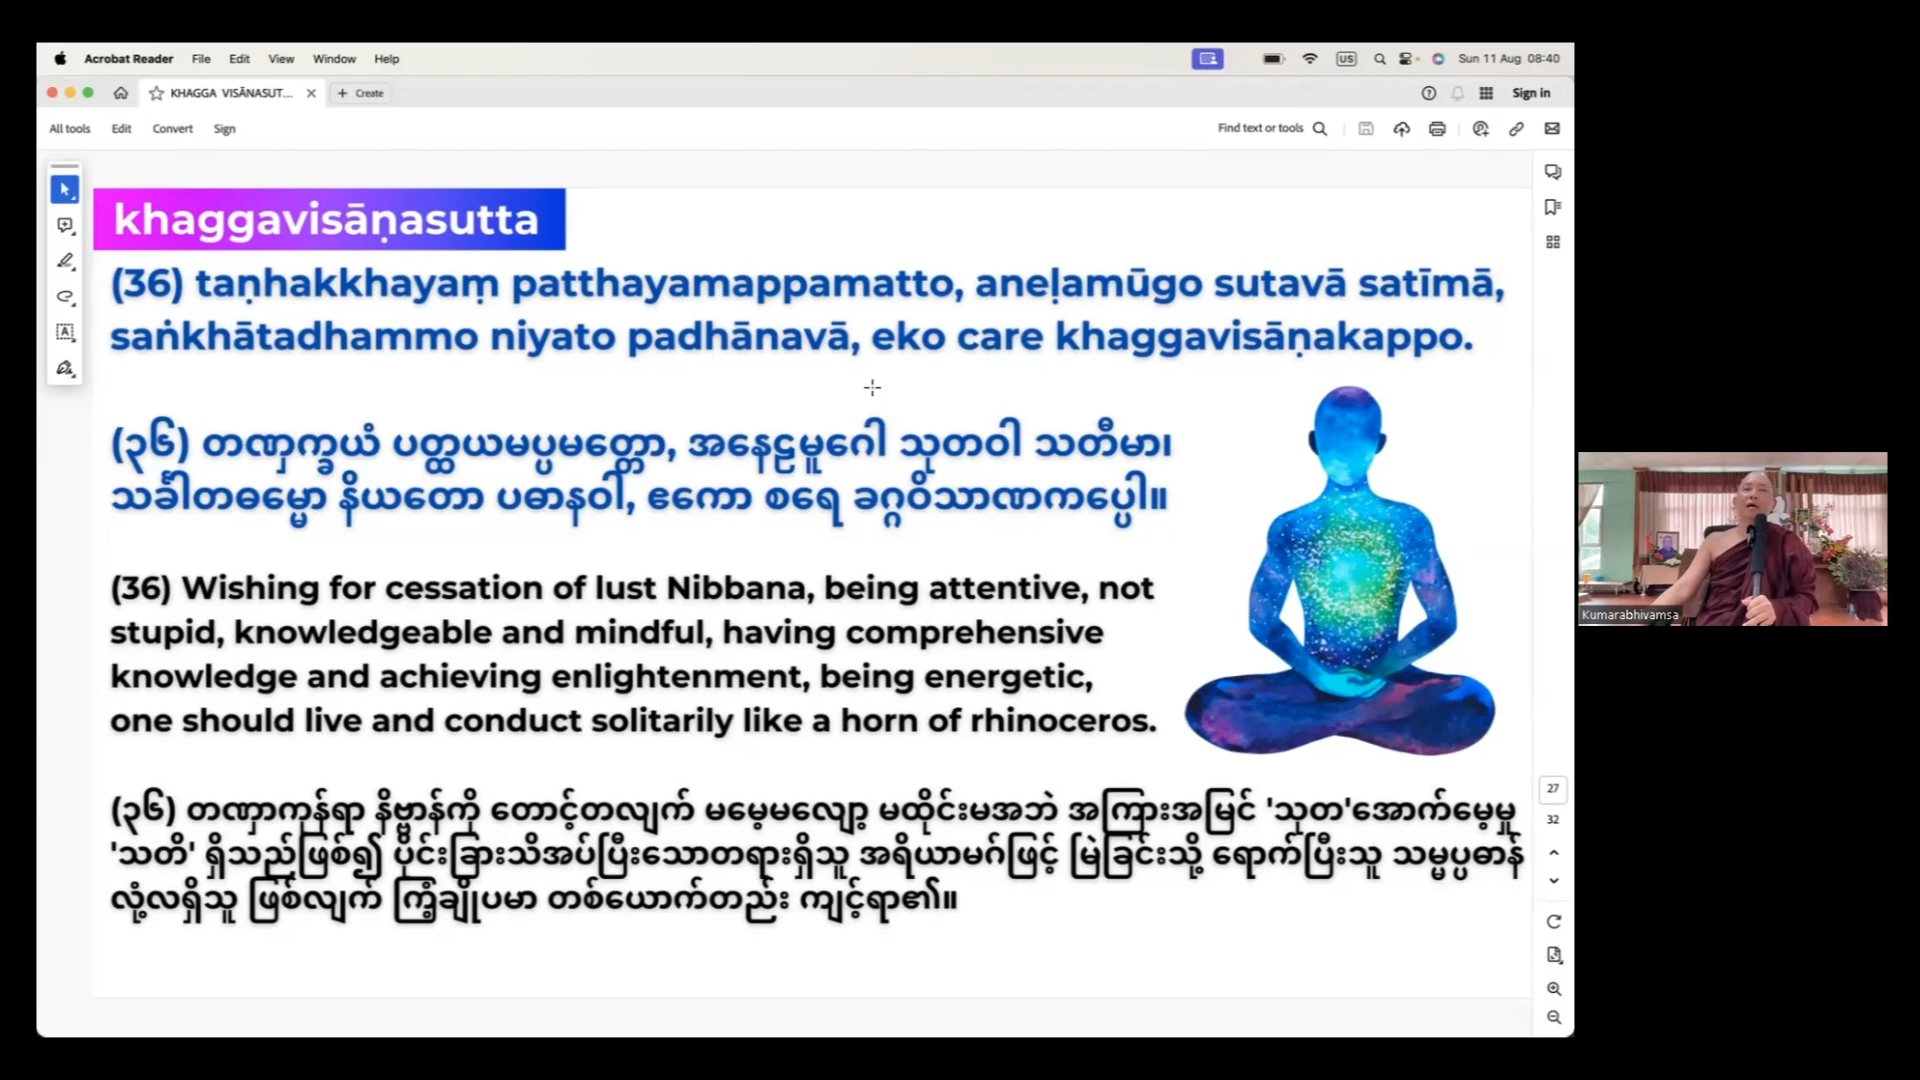 Acrobat Reader File Edit View Window Help US Sun 11 Aug 08:40
KHAGGA VISĀNASUT... Create Sign in
All tools Edit Convert Sign Find text or tools
khaggavisāṇasutta
(36) taṇhakkhayaṃ patthayamappamatto, aneḷamūgo sutavā satīmā,
saṅkhātadhammo niyato padhānavā, eko care khaggavisāṇakappo.
(၃၆) တဏှက္ခယံ ပတ္ထယမပ္ပမတ္တော, အနေဠမူဂေါ သုတဝါ သတီမာ၊
သင်္ခါတဓမ္မော နိယတော ပဓာနဝါ, ဧကော စရေ ခဂ္ဂဝိသာဏကပ္ပေါ။
(36) Wishing for cessation of lust Nibbana, being attentive, not
stupid, knowledgeable and mindful, having comprehensive
knowledge and achieving enlightenment, being energetic,
one should live and conduct solitarily like a horn of rhinoceros.
(၃၆) တဏှာကုန်ရာ နိဗ္ဗာန်ကို တောင့်တလျက် မမေ့မလျော့ မထိုင်းမအဘဲ အကြားအမြင် 'သုတ'အောက်မေ့မှု
'သတိ' ရှိသည်ဖြစ်၍ ပိုင်းခြားသိအပ်ပြီးသောတရားရှိသူ အရိယာမဂ်ဖြင့် မြဲခြင်းသို့ ရောက်ပြီးသူ သမ္မပ္ပဓာန်
လုံ့လရှိသူ ဖြစ်လျက် ကြံ့ချိုပမာ တစ်ယောက်တည်း ကျင့်ရာ၏။
27
32
Kumarabhivamsa